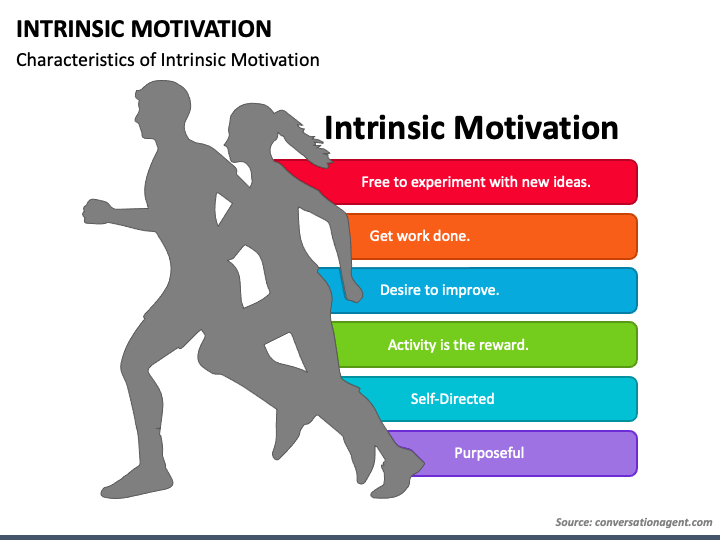 INTRINSIC MOTIVATION
Characteristics of Intrinsic Motivation
Intrinsic Motivation
Free to experiment with new ideas.
Get work done.
Desire to improve.
Activity is the reward.
Self-Directed
Purposeful
Source: conversationagent.com